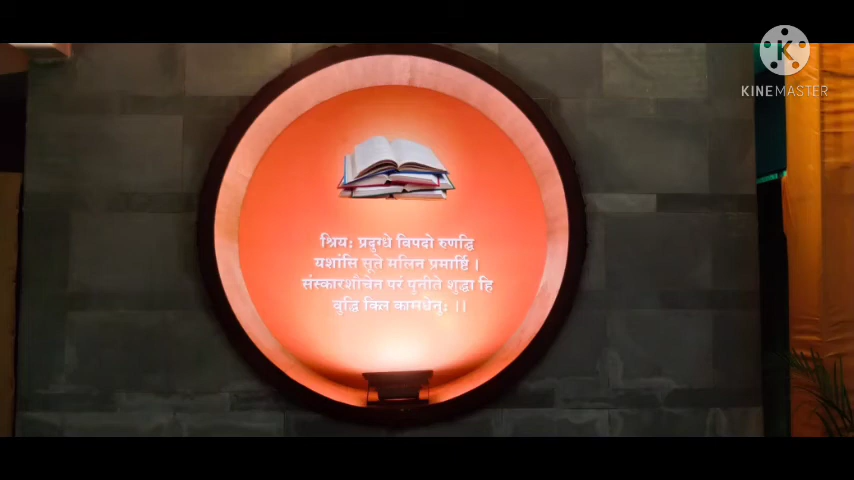 KINEMASTER
श्रियः प्रदुग्धे विपदो रुणद्धि
यशांसि सूते मलिन प्रमार्ष्टि ।
संस्कारशौचेन परं पुनीते शुद्धा हि
बुद्धि किल कामधेनुः ।।